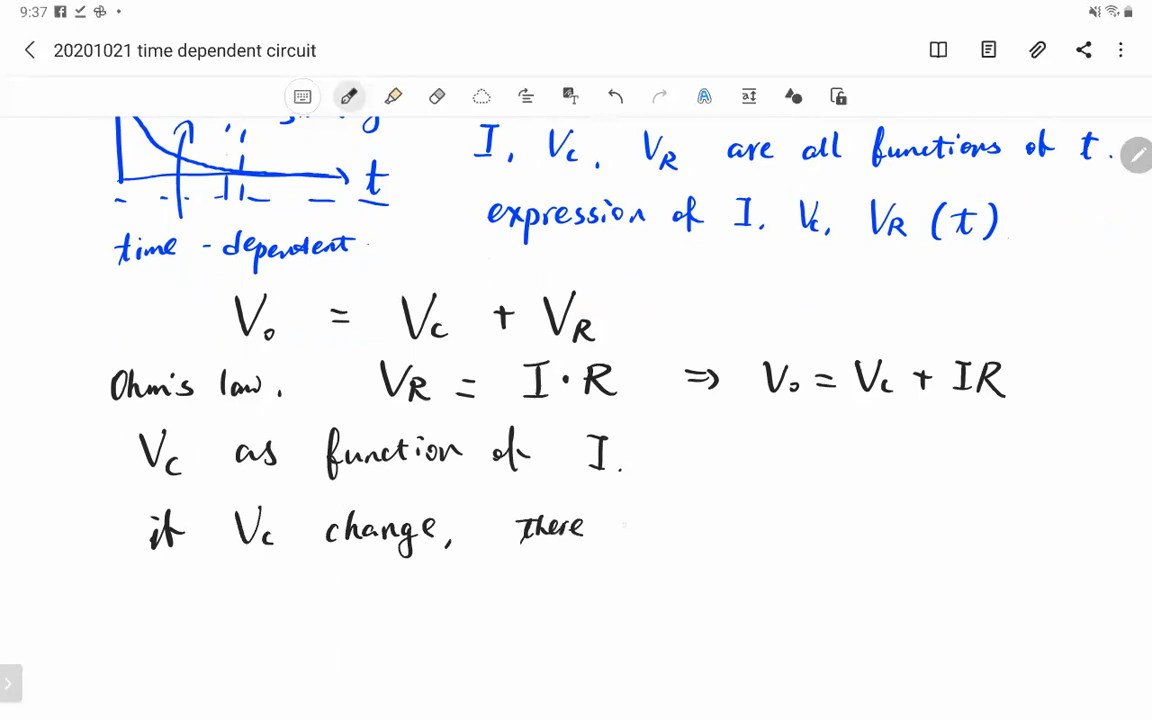 9:37
20201021 time dependent circuit
I, Vc, VR are all functions of t.
t
expression of I, Vc, VR (t)
time - dependent
V₀ = Vc + VR
Ohm's law. VR = I · R ⇒ V₀ = Vc + IR
Vc as function of I.
if Vc change, There